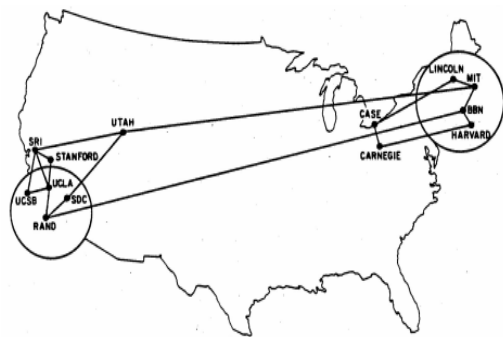 LINCOLN
MIT
CASE
BBN
UTAH
HARVARD
SRI
CARNEGIE
STANFORD
UCLA
UCSB
SDC
RAND